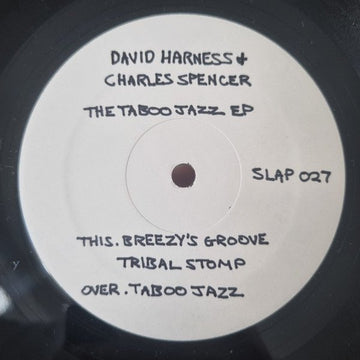 DAVID HARNESS +
CHARLES SPENCER
THE TABOO JAZZ EP
SLAP 027
THIS. BREEZY'S GROOVE
TRIBAL STOMP
OVER. TABOO JAZZ